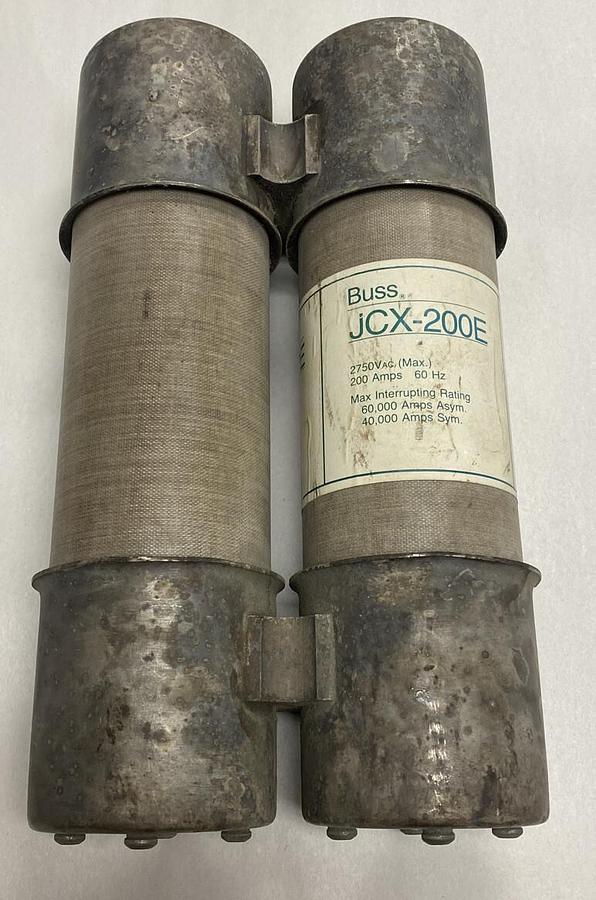 Buss®
JCX-200E
2750VAC (Max.)
200 Amps 60 Hz
Max Interrupting Rating
60,000 Amps Asym.
40,000 Amps Sym.
E